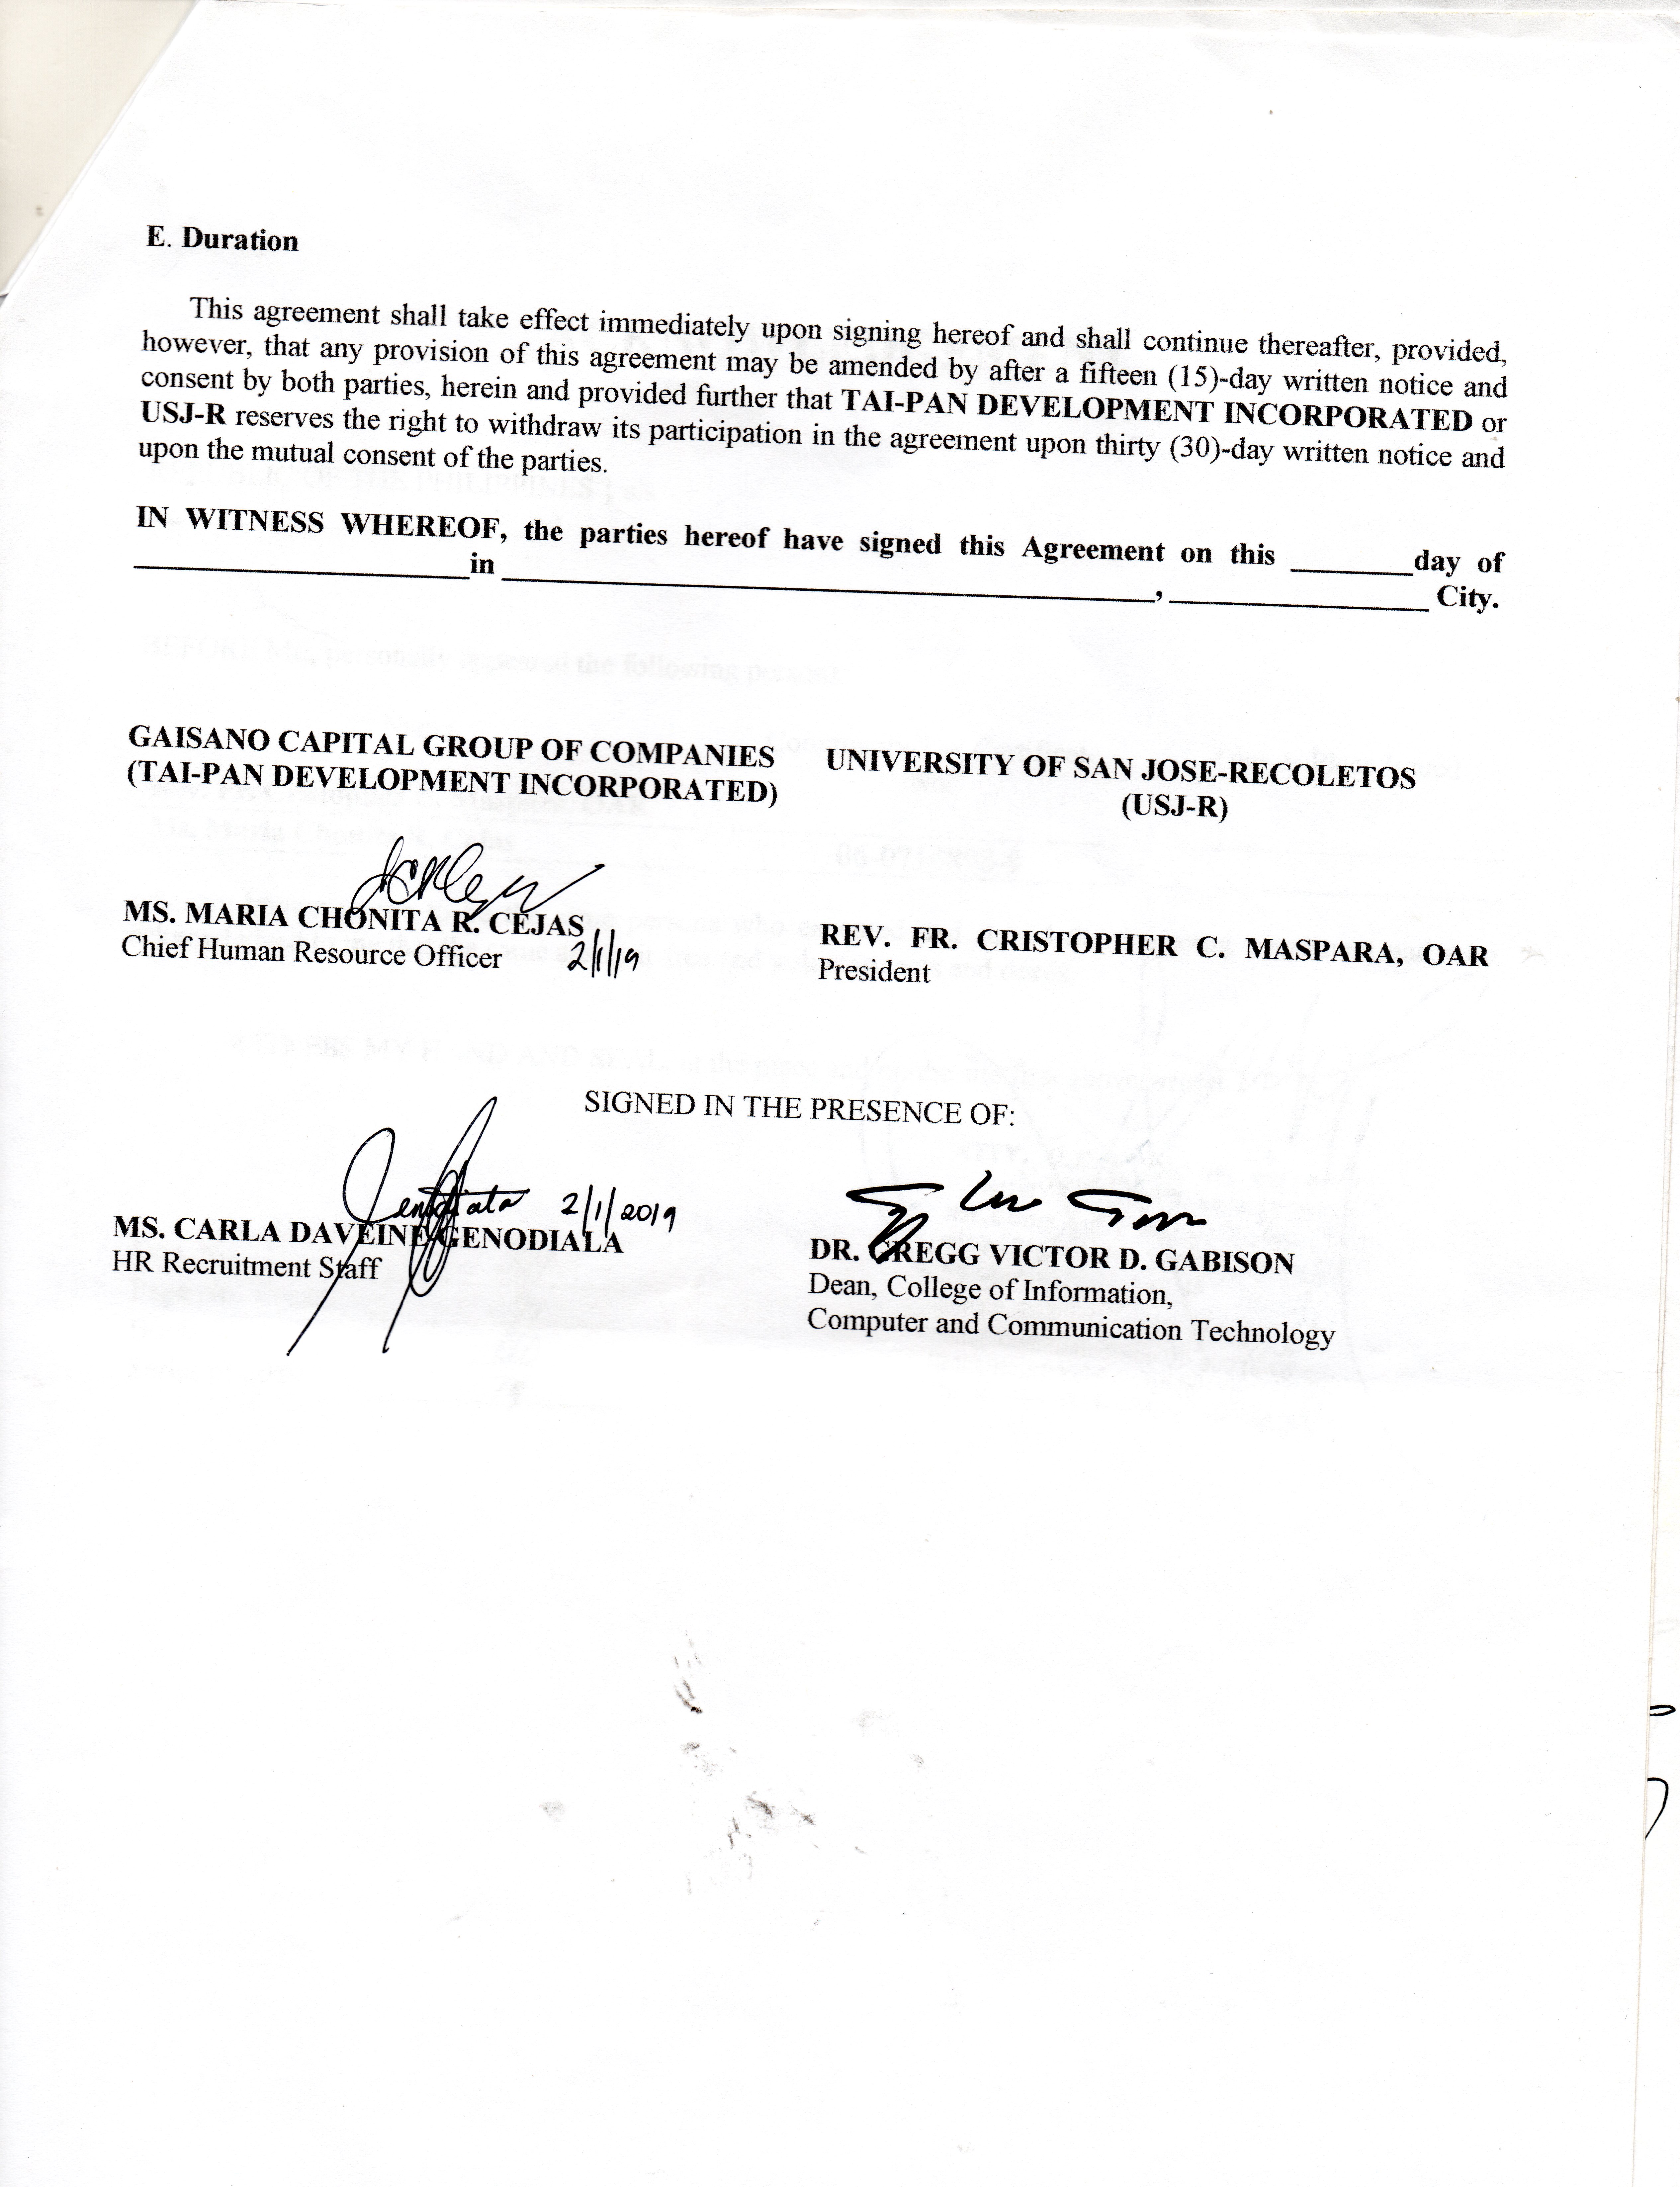 E. Duration
This agreement shall take effect immediately upon signing hereof and shall continue thereafter, provided,
however, that any provision of this agreement may be amended by after a fifteen (15)-day written notice and
consent by both parties, herein and provided further that TAI-PAN DEVELOPMENT INCORPORATED or
USJ-R reserves the right to withdraw its participation in the agreement upon thirty (30)-day written notice and
upon the mutual consent of the parties.
IN WITNESS WHEREOF, the parties hereof have signed this Agreement on this ________day of
______________________in ___________________________________________, _________________ City.
GAISANO CAPITAL GROUP OF COMPANIES
(TAI-PAN DEVELOPMENT INCORPORATED)
UNIVERSITY OF SAN JOSE-RECOLETOS
(USJ-R)
MS. MARIA CHONITA R. CEJAS
Chief Human Resource Officer 2/1/19
REV. FR. CRISTOPHER C. MASPARA, OAR
President
SIGNED IN THE PRESENCE OF:
2/1/2019
MS. CARLA DAVEINE GENODIALA
HR Recruitment Staff
DR. GREGG VICTOR D. GABISON
Dean, College of Information,
Computer and Communication Technology